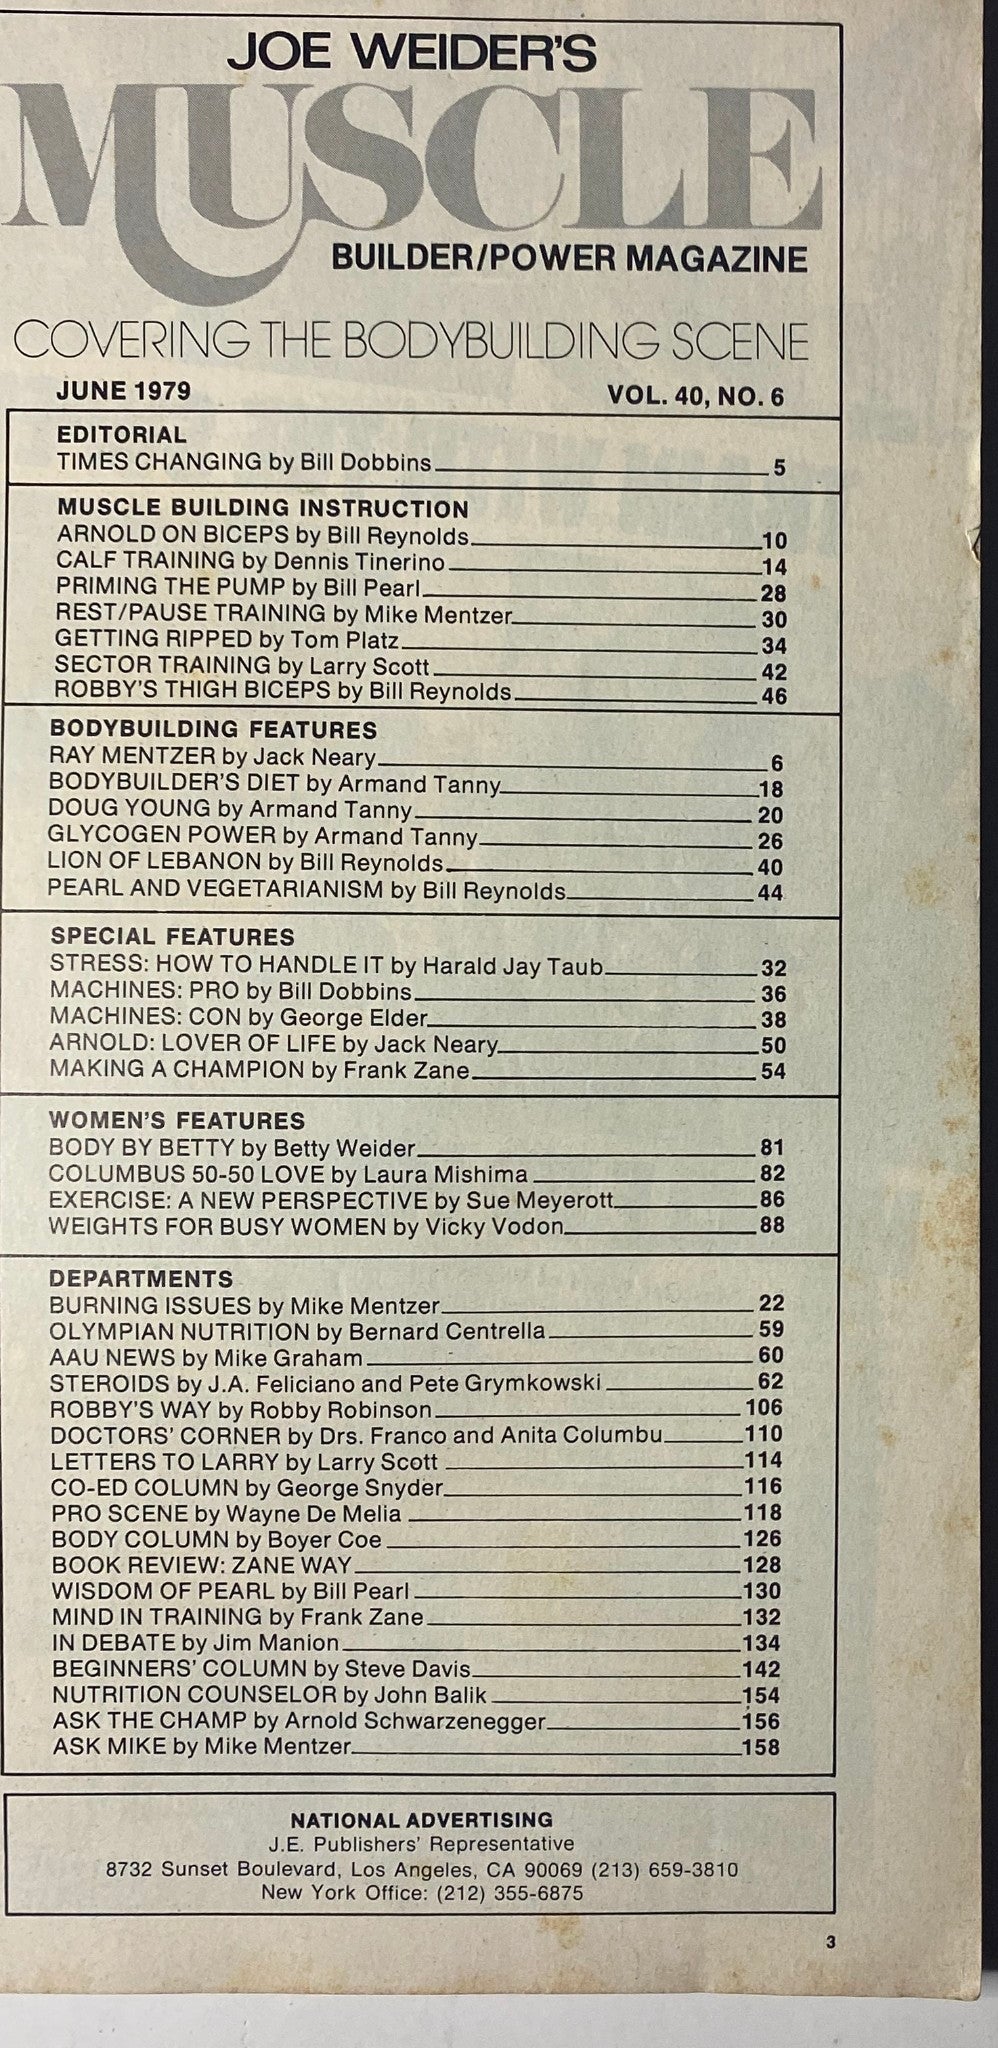 JOE WEIDER'S
MUSCLE
BUILDER/POWER MAGAZINE
COVERING THE BODYBUILDING SCENE
JUNE 1979 VOL. 40, NO. 6
EDITORIAL
TIMES CHANGING by Bill Dobbins 5
MUSCLE BUILDING INSTRUCTION
ARNOLD ON BICEPS by Bill Reynolds 10
CALF TRAINING by Dennis Tinerino 14
PRIMING THE PUMP by Bill Pearl 28
REST/PAUSE TRAINING by Mike Mentzer 30
GETTING RIPPED by Tom Platz 34
SECTOR TRAINING by Larry Scott 42
ROBBY'S THIGH BICEPS by Bill Reynolds 46
BODYBUILDING FEATURES
RAY MENTZER by Jack Neary 6
BODYBUILDER'S DIET by Armand Tanny 18
DOUG YOUNG by Armand Tanny 20
GLYCOGEN POWER by Armand Tanny 26
LION OF LEBANON by Bill Reynolds 40
PEARL AND VEGETARIANISM by Bill Reynolds 44
SPECIAL FEATURES
STRESS: HOW TO HANDLE IT by Harald Jay Taub 32
MACHINES: PRO by Bill Dobbins 36
MACHINES: CON by George Elder 38
ARNOLD: LOVER OF LIFE by Jack Neary 50
MAKING A CHAMPION by Frank Zane 54
WOMEN'S FEATURES
BODY BY BETTY by Betty Weider 81
COLUMBUS 50-50 LOVE by Laura Mishima 82
EXERCISE: A NEW PERSPECTIVE by Sue Meyerott 86
WEIGHTS FOR BUSY WOMEN by Vicky Vodon 88
DEPARTMENTS
BURNING ISSUES by Mike Mentzer 22
OLYMPIAN NUTRITION by Bernard Centrella 59
AAU NEWS by Mike Graham 60
STEROIDS by J.A. Feliciano and Pete Grymkowski 62
ROBBY'S WAY by Robby Robinson 106
DOCTORS' CORNER by Drs. Franco and Anita Columbu 110
LETTERS TO LARRY by Larry Scott 114
CO-ED COLUMN by George Snyder 116
PRO SCENE by Wayne De Melia 118
BODY COLUMN by Boyer Coe 126
BOOK REVIEW: ZANE WAY 128
WISDOM OF PEARL by Bill Pearl 130
MIND IN TRAINING by Frank Zane 132
IN DEBATE by Jim Manion 134
BEGINNERS' COLUMN by Steve Davis 142
NUTRITION COUNSELOR by John Balik 154
ASK THE CHAMP by Arnold Schwarzenegger 156
ASK MIKE by Mike Mentzer 158
NATIONAL ADVERTISING
J.E. Publishers' Representative
8732 Sunset Boulevard, Los Angeles, CA 90069 (213) 659-3810
New York Office: (212) 355-6875
3